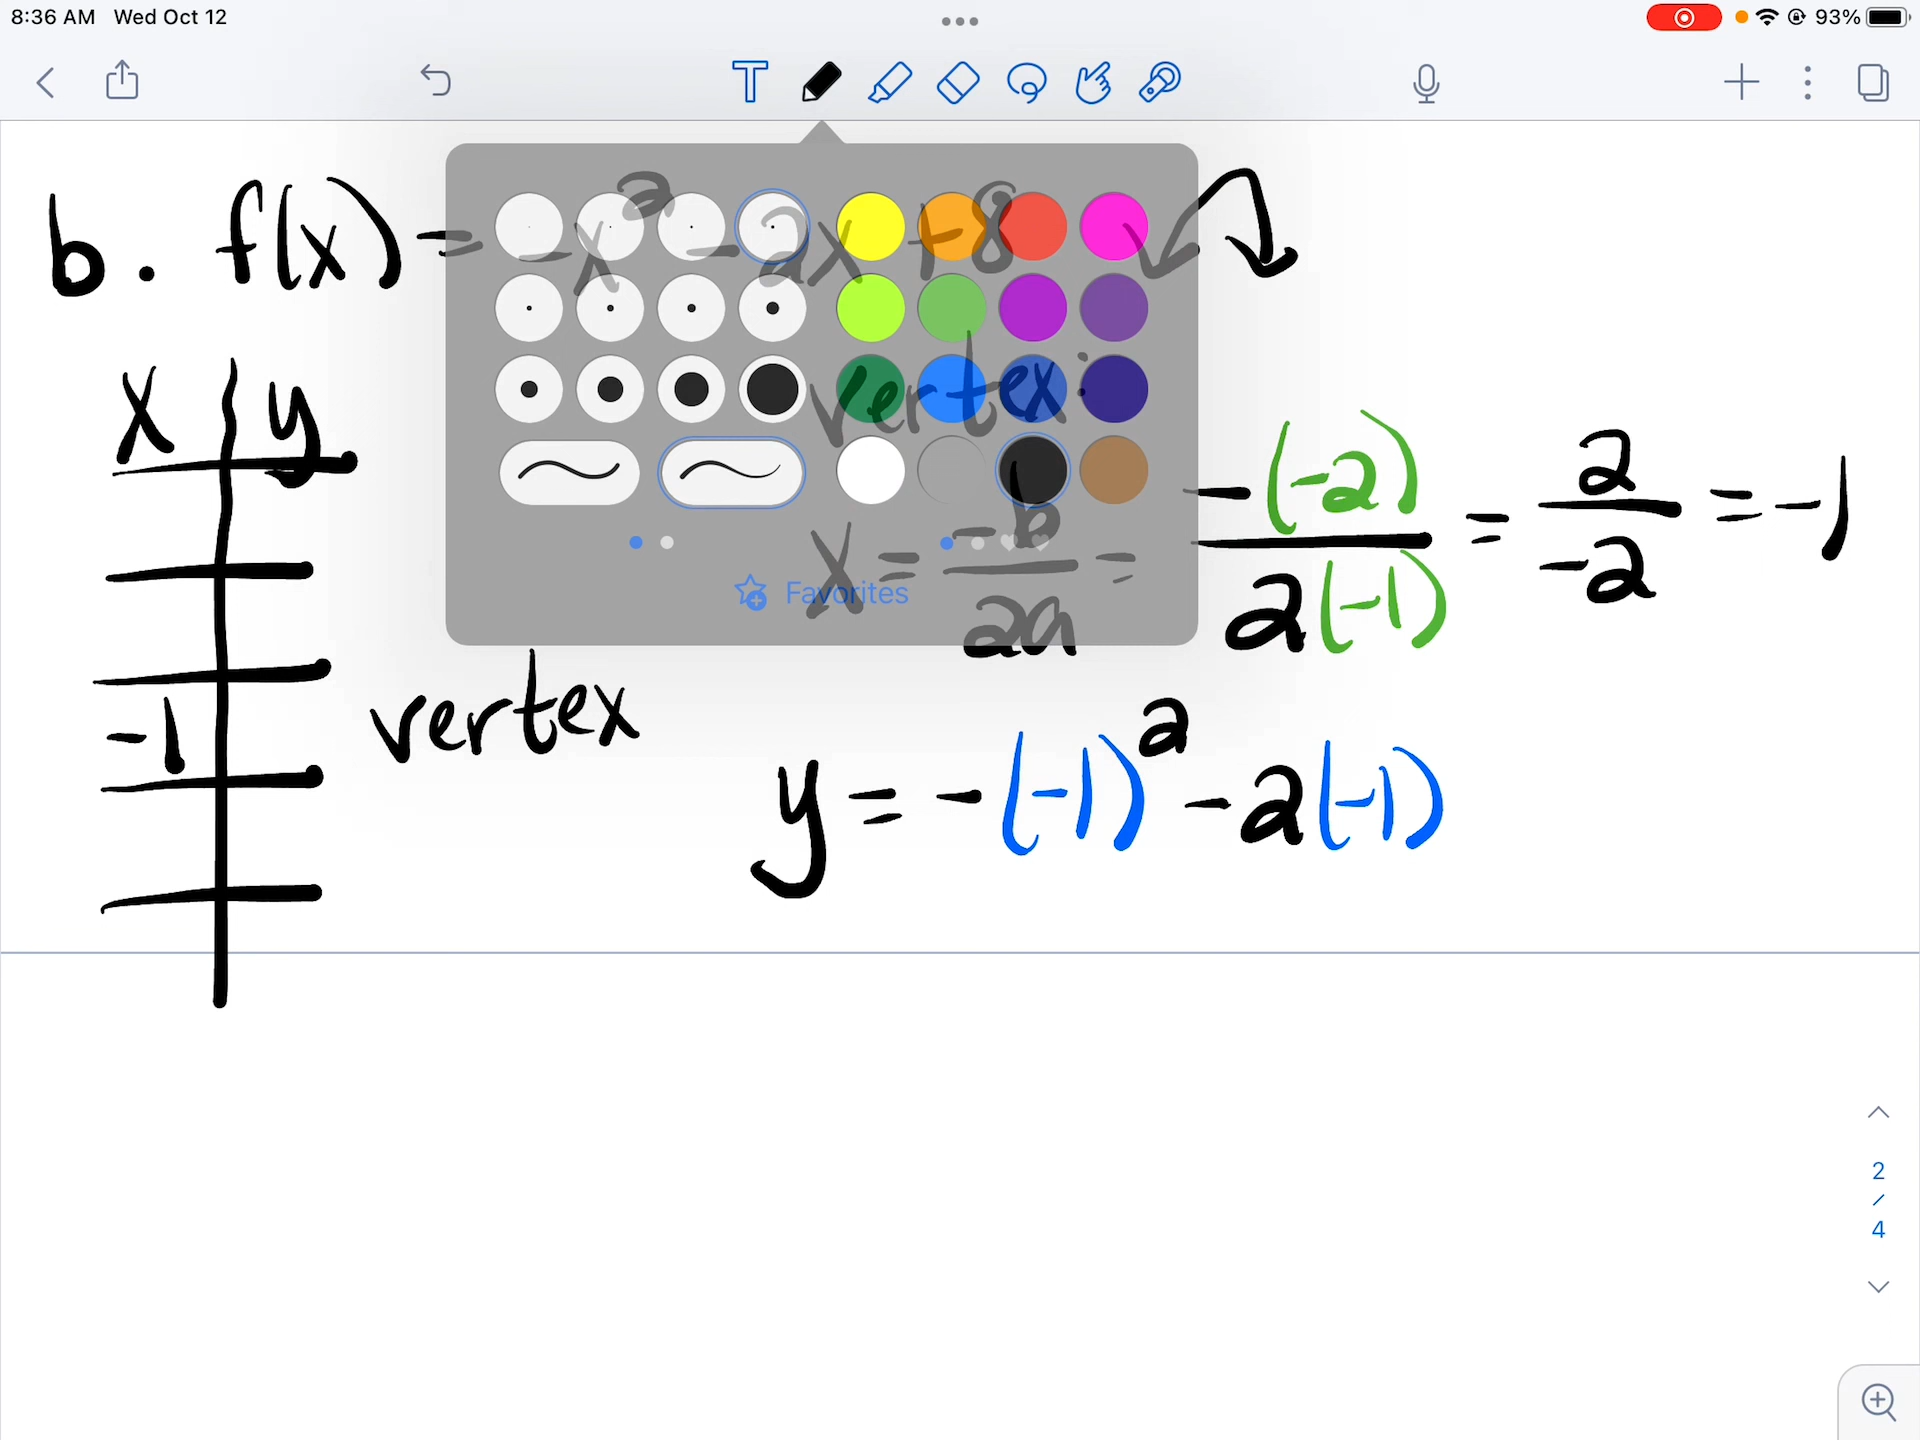 8:36 AM Wed Oct 12 93%
b. f(x) = -x² - 2x + 8
x y
vertex:
x = -b/2a = -(-2)/2(-1) = 2/-2 = -1
Favorites
-1 vertex
y = -(-1)² - 2(-1)
2
/
4